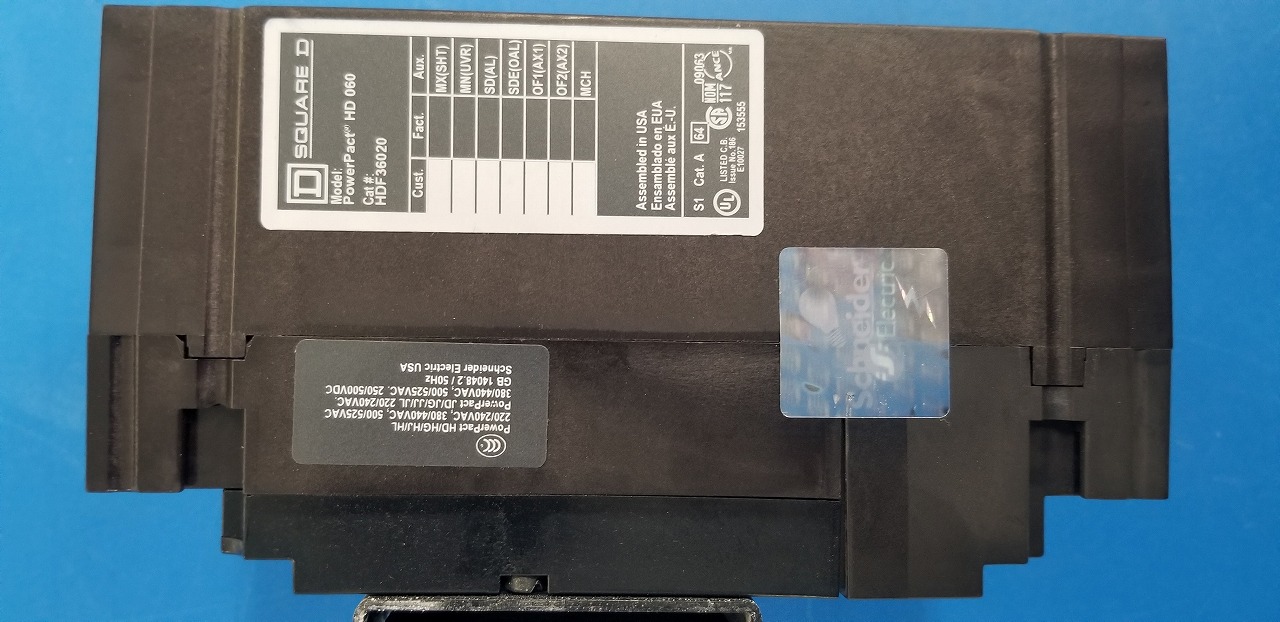 SQUARE D
Model:
PowerPact™ HD 060
Cat #:
HDF36020
Cust. Fact. Aux.
MX(SHT)
MN(UVR)
SD(AL)
SDE(OAL)
OF1(AX1)
OF2(AX2)
MCH
Assembled in USA
Ensamblado en EUA
Assemblé aux E.-U.
S1 Cat. A 64 NOM 09063
ANCE
117
UL LISTED C.B.
Issue No.186
E10027 153555
Schneider
Electric
CCC
PowerPact HD/HG/HJ/HL
220/240VAC, 380/440VAC, 500/525VAC
PowerPact JD/JG/JJ/JL 220/240VAC,
380/440VAC, 500/525VAC, 250/500VDC
GB 14048.2 / 50Hz
Schneider Electric USA